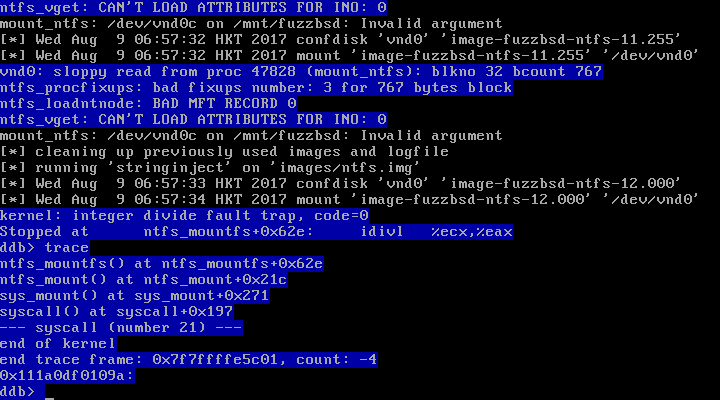 ntfs_vget: CAN'T LOAD ATTRIBUTES FOR INO: 0
mount_ntfs: /dev/vnd0c on /mnt/fuzzbsd: Invalid argument
[*] Wed Aug  9 06:57:32 HKT 2017 confdisk 'vnd0' 'image-fuzzbsd-ntfs-11.255'
[*] Wed Aug  9 06:57:32 HKT 2017 mount 'image-fuzzbsd-ntfs-11.255' '/dev/vnd0'
vnd0: sloppy read from proc 47828 (mount_ntfs): blkno 32 bcount 767
ntfs_procfixups: bad fixups number: 3 for 767 bytes block
ntfs_loadntnode: BAD MFT RECORD 0
ntfs_vget: CAN'T LOAD ATTRIBUTES FOR INO: 0
mount_ntfs: /dev/vnd0c on /mnt/fuzzbsd: Invalid argument
[*] cleaning up previously used images and logfile
[*] running 'stringinject' on 'images/ntfs.img'
[*] Wed Aug  9 06:57:33 HKT 2017 confdisk 'vnd0' 'image-fuzzbsd-ntfs-12.000'
[*] Wed Aug  9 06:57:34 HKT 2017 mount 'image-fuzzbsd-ntfs-12.000' '/dev/vnd0'
kernel: integer divide fault trap, code=0
Stopped at      ntfs_mountfs+0x62e:     idivl   %ecx,%eax
ddb> trace
ntfs_mountfs() at ntfs_mountfs+0x62e
ntfs_mount() at ntfs_mount+0x21c
sys_mount() at sys_mount+0x271
syscall() at syscall+0x197
--- syscall (number 21) ---
end of kernel
end trace frame: 0x7f7ffffe5c01, count: -4
0x111a0df0109a:
ddb> _